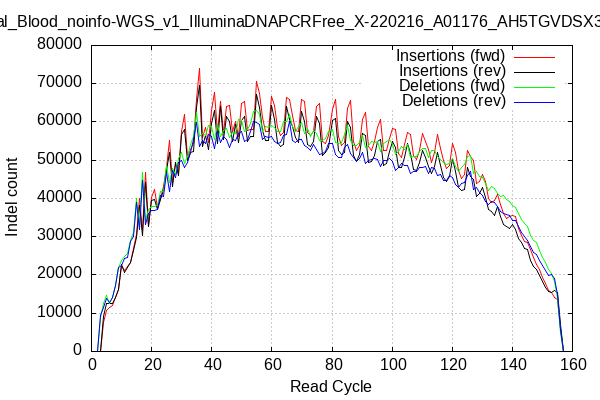 al_Blood_noinfo-WGS_v1_IlluminaDNAPCRFree_X-220216_A01176_AH5TGVDSX3
Insertions (fwd)
Insertions (rev)
Deletions (fwd)
Deletions (rev)
80000
70000
60000
50000
40000
30000
20000
10000
0
Indel count
0 20 40 60 80 100 120 140 160
Read Cycle